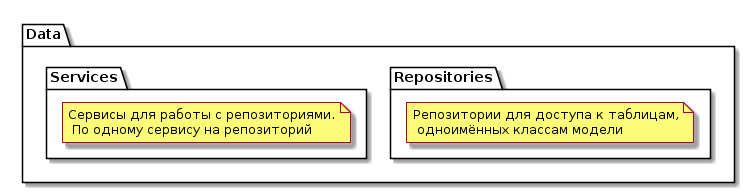 Data
Services
Сервисы для работы с репозиториями.
По одному сервису на репозиторий
Repositories
Репозитории для доступа к таблицам,
одноимённых классам модели